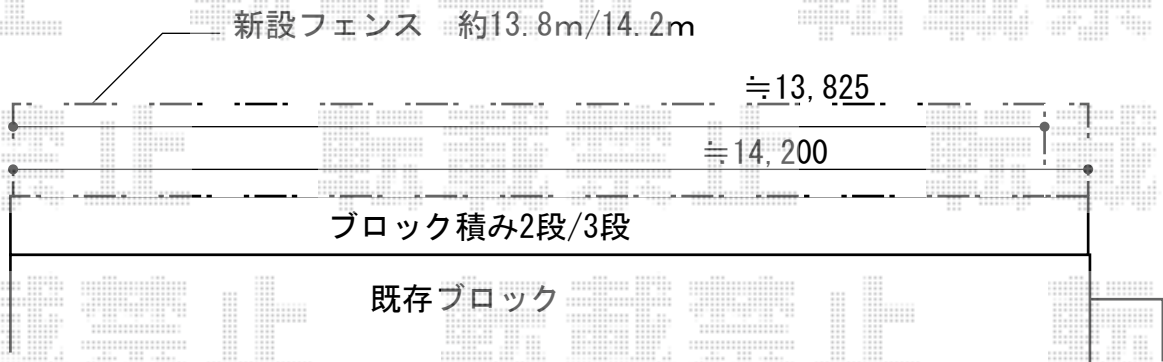 新設フェンス　約13.8m/14.2m
≒13,825
≒14,200
ブロック積み2段/3段
既存ブロック